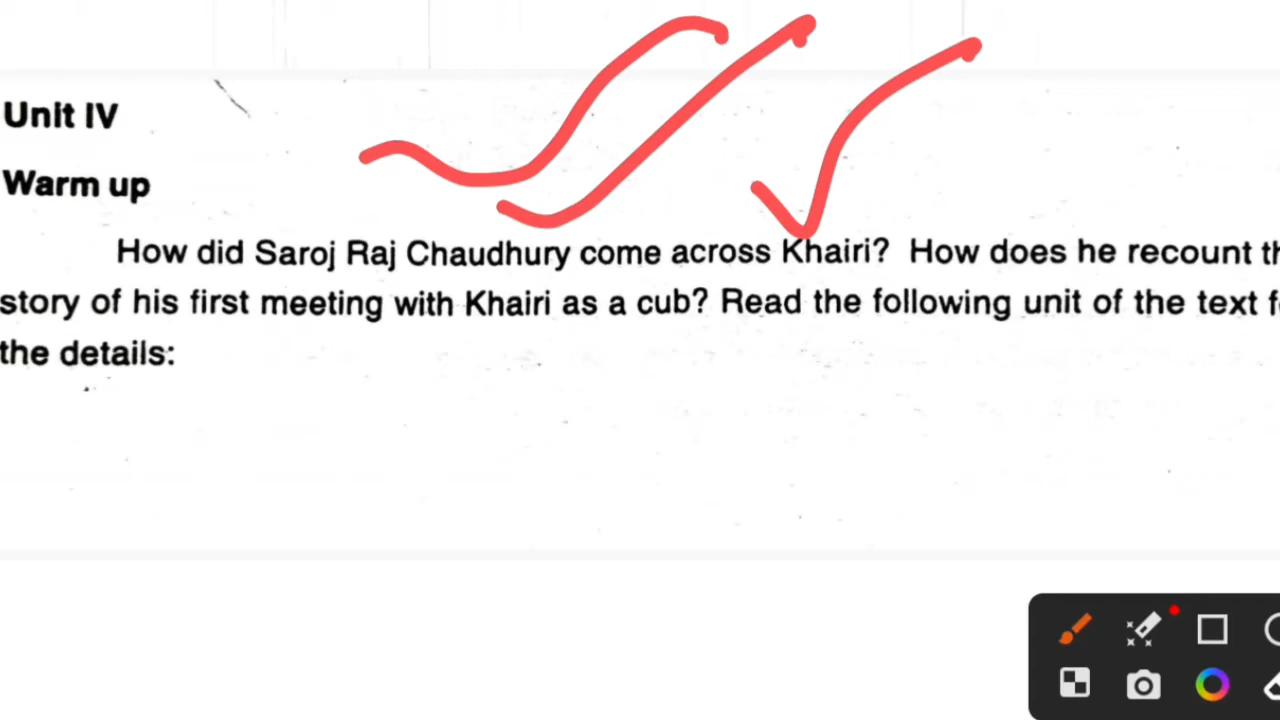 Unit IV
Warm up
How did Saroj Raj Chaudhury come across Khairi? How does he recount th
story of his first meeting with Khairi as a cub? Read the following unit of the text f
the details: